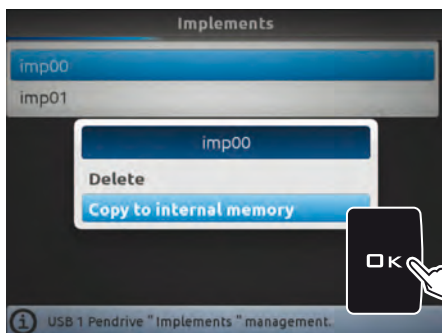 Implements
imp00
imp01
imp00
Delete
Copy to internal memory
OK
USB 1 Pendrive "Implements" management.